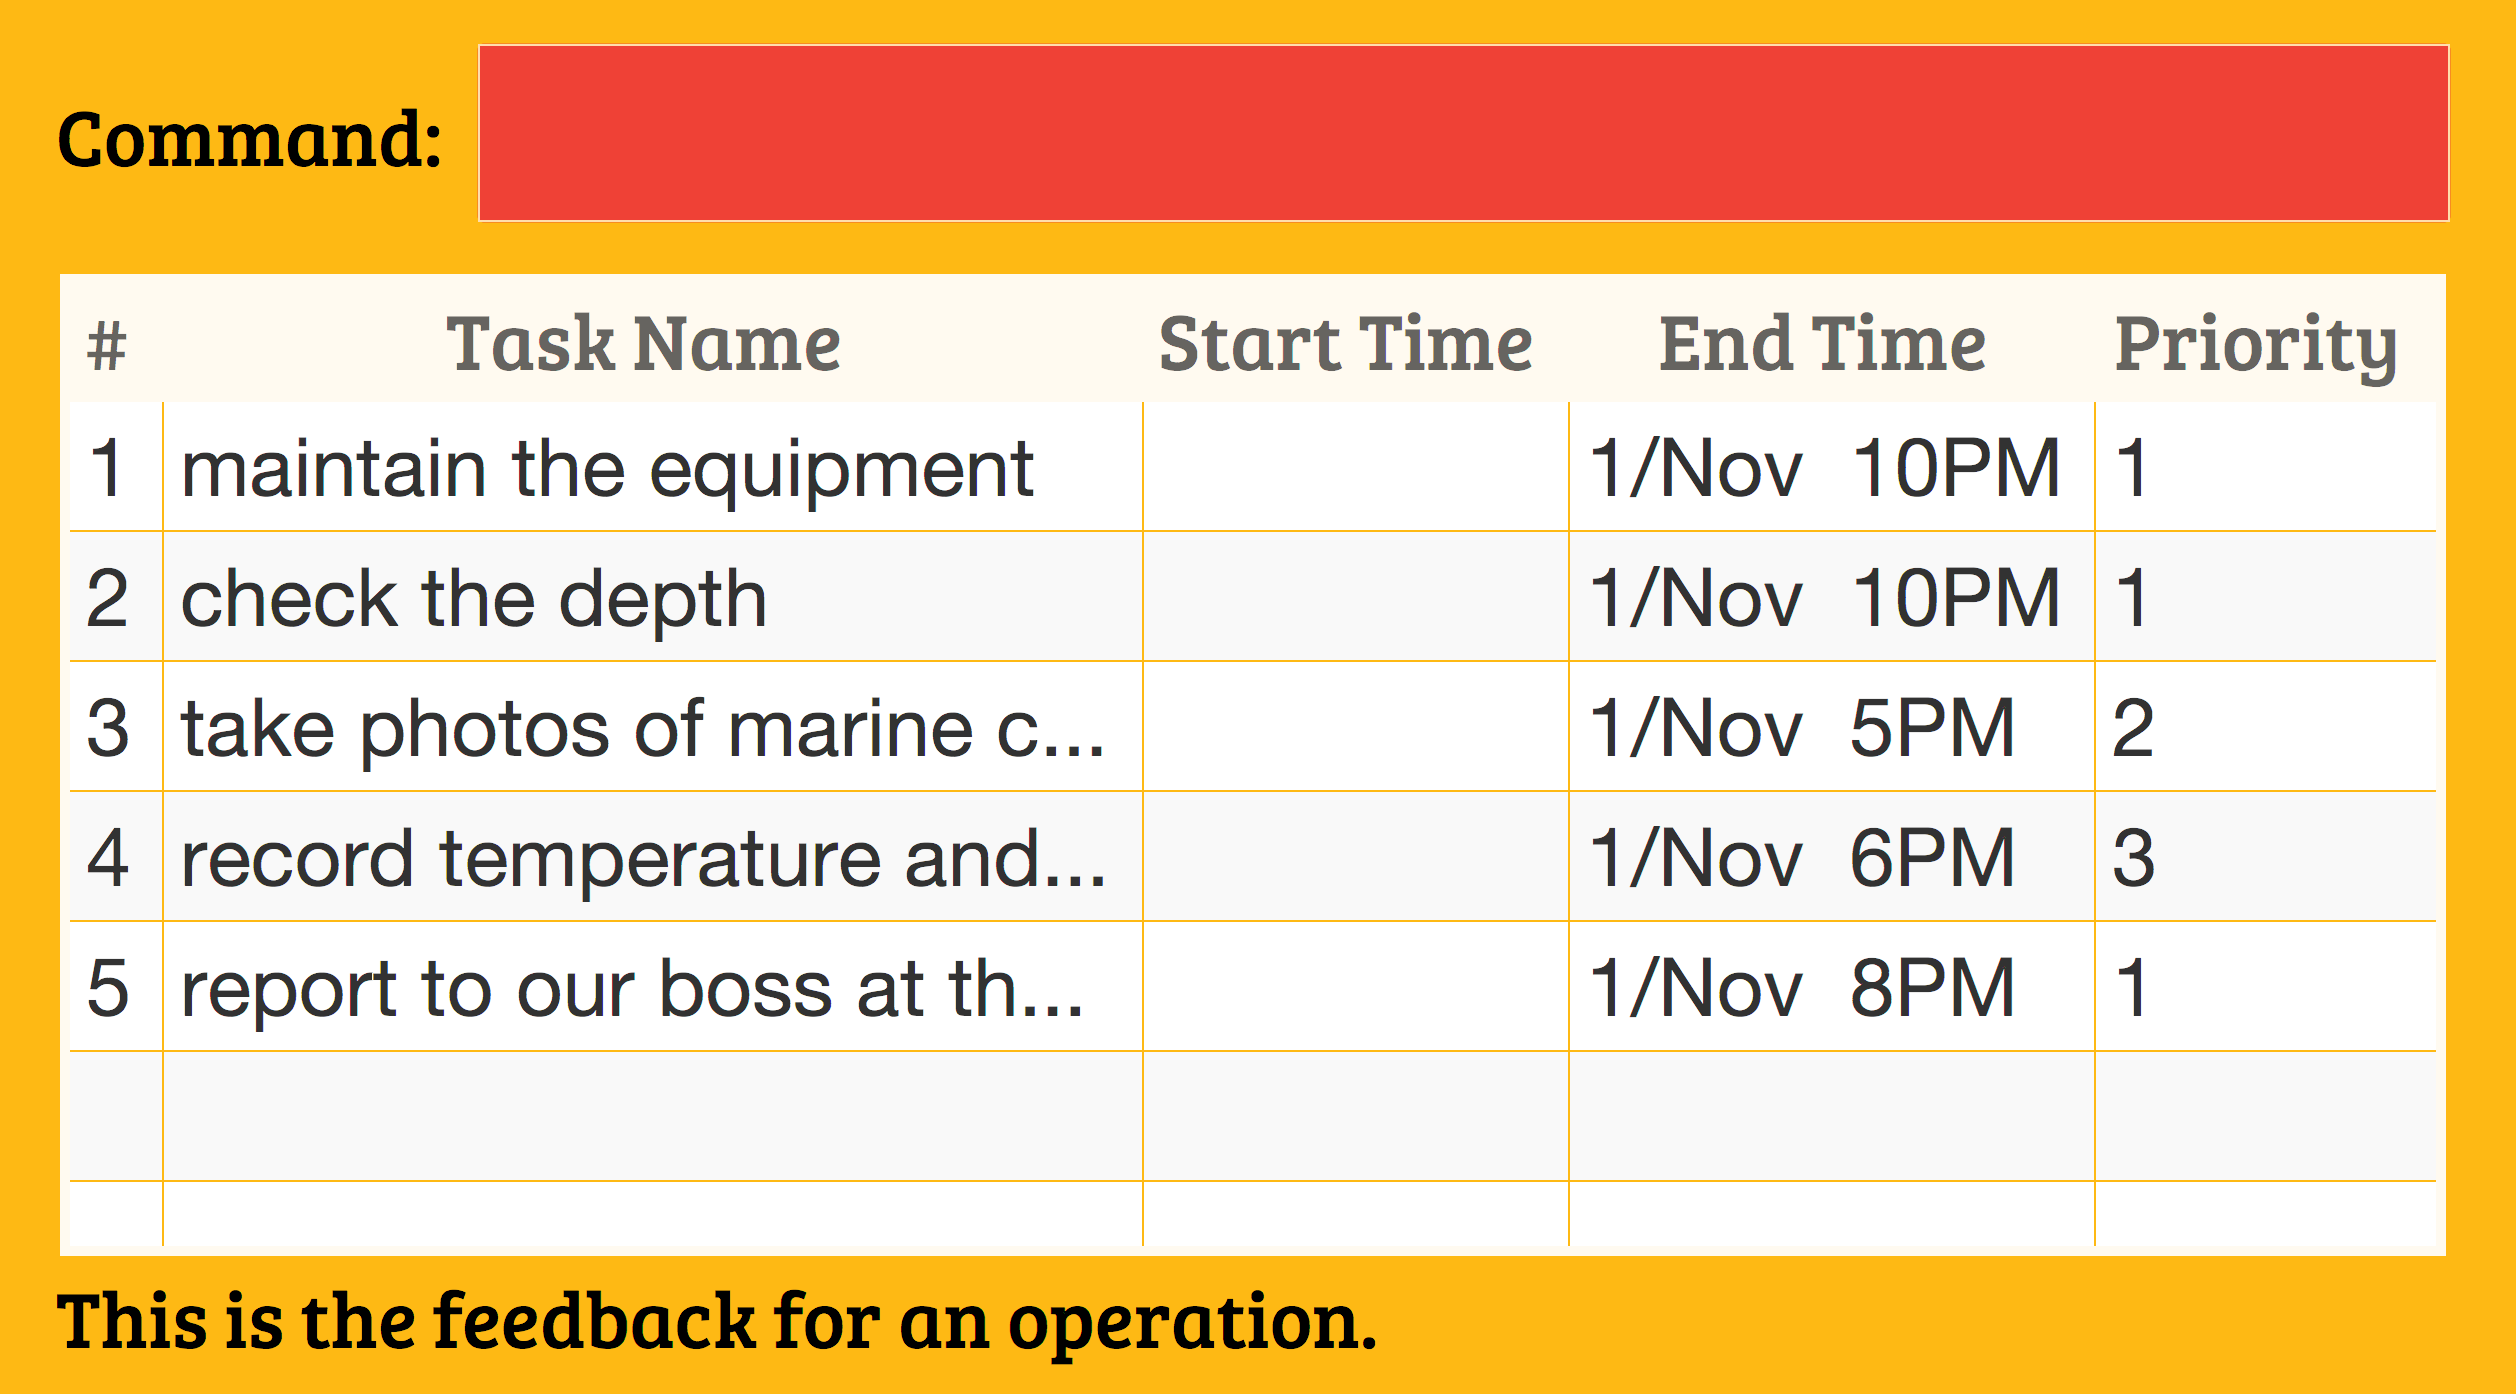 Command:
# Task Name Start Time End Time Priority
1 maintain the equipment 1/Nov 10PM 1
2 check the depth 1/Nov 10PM 1
3 take photos of marine c... 1/Nov 5PM 2
4 record temperature and... 1/Nov 6PM 3
5 report to our boss at th... 1/Nov 8PM 1
This is the feedback for an operation.